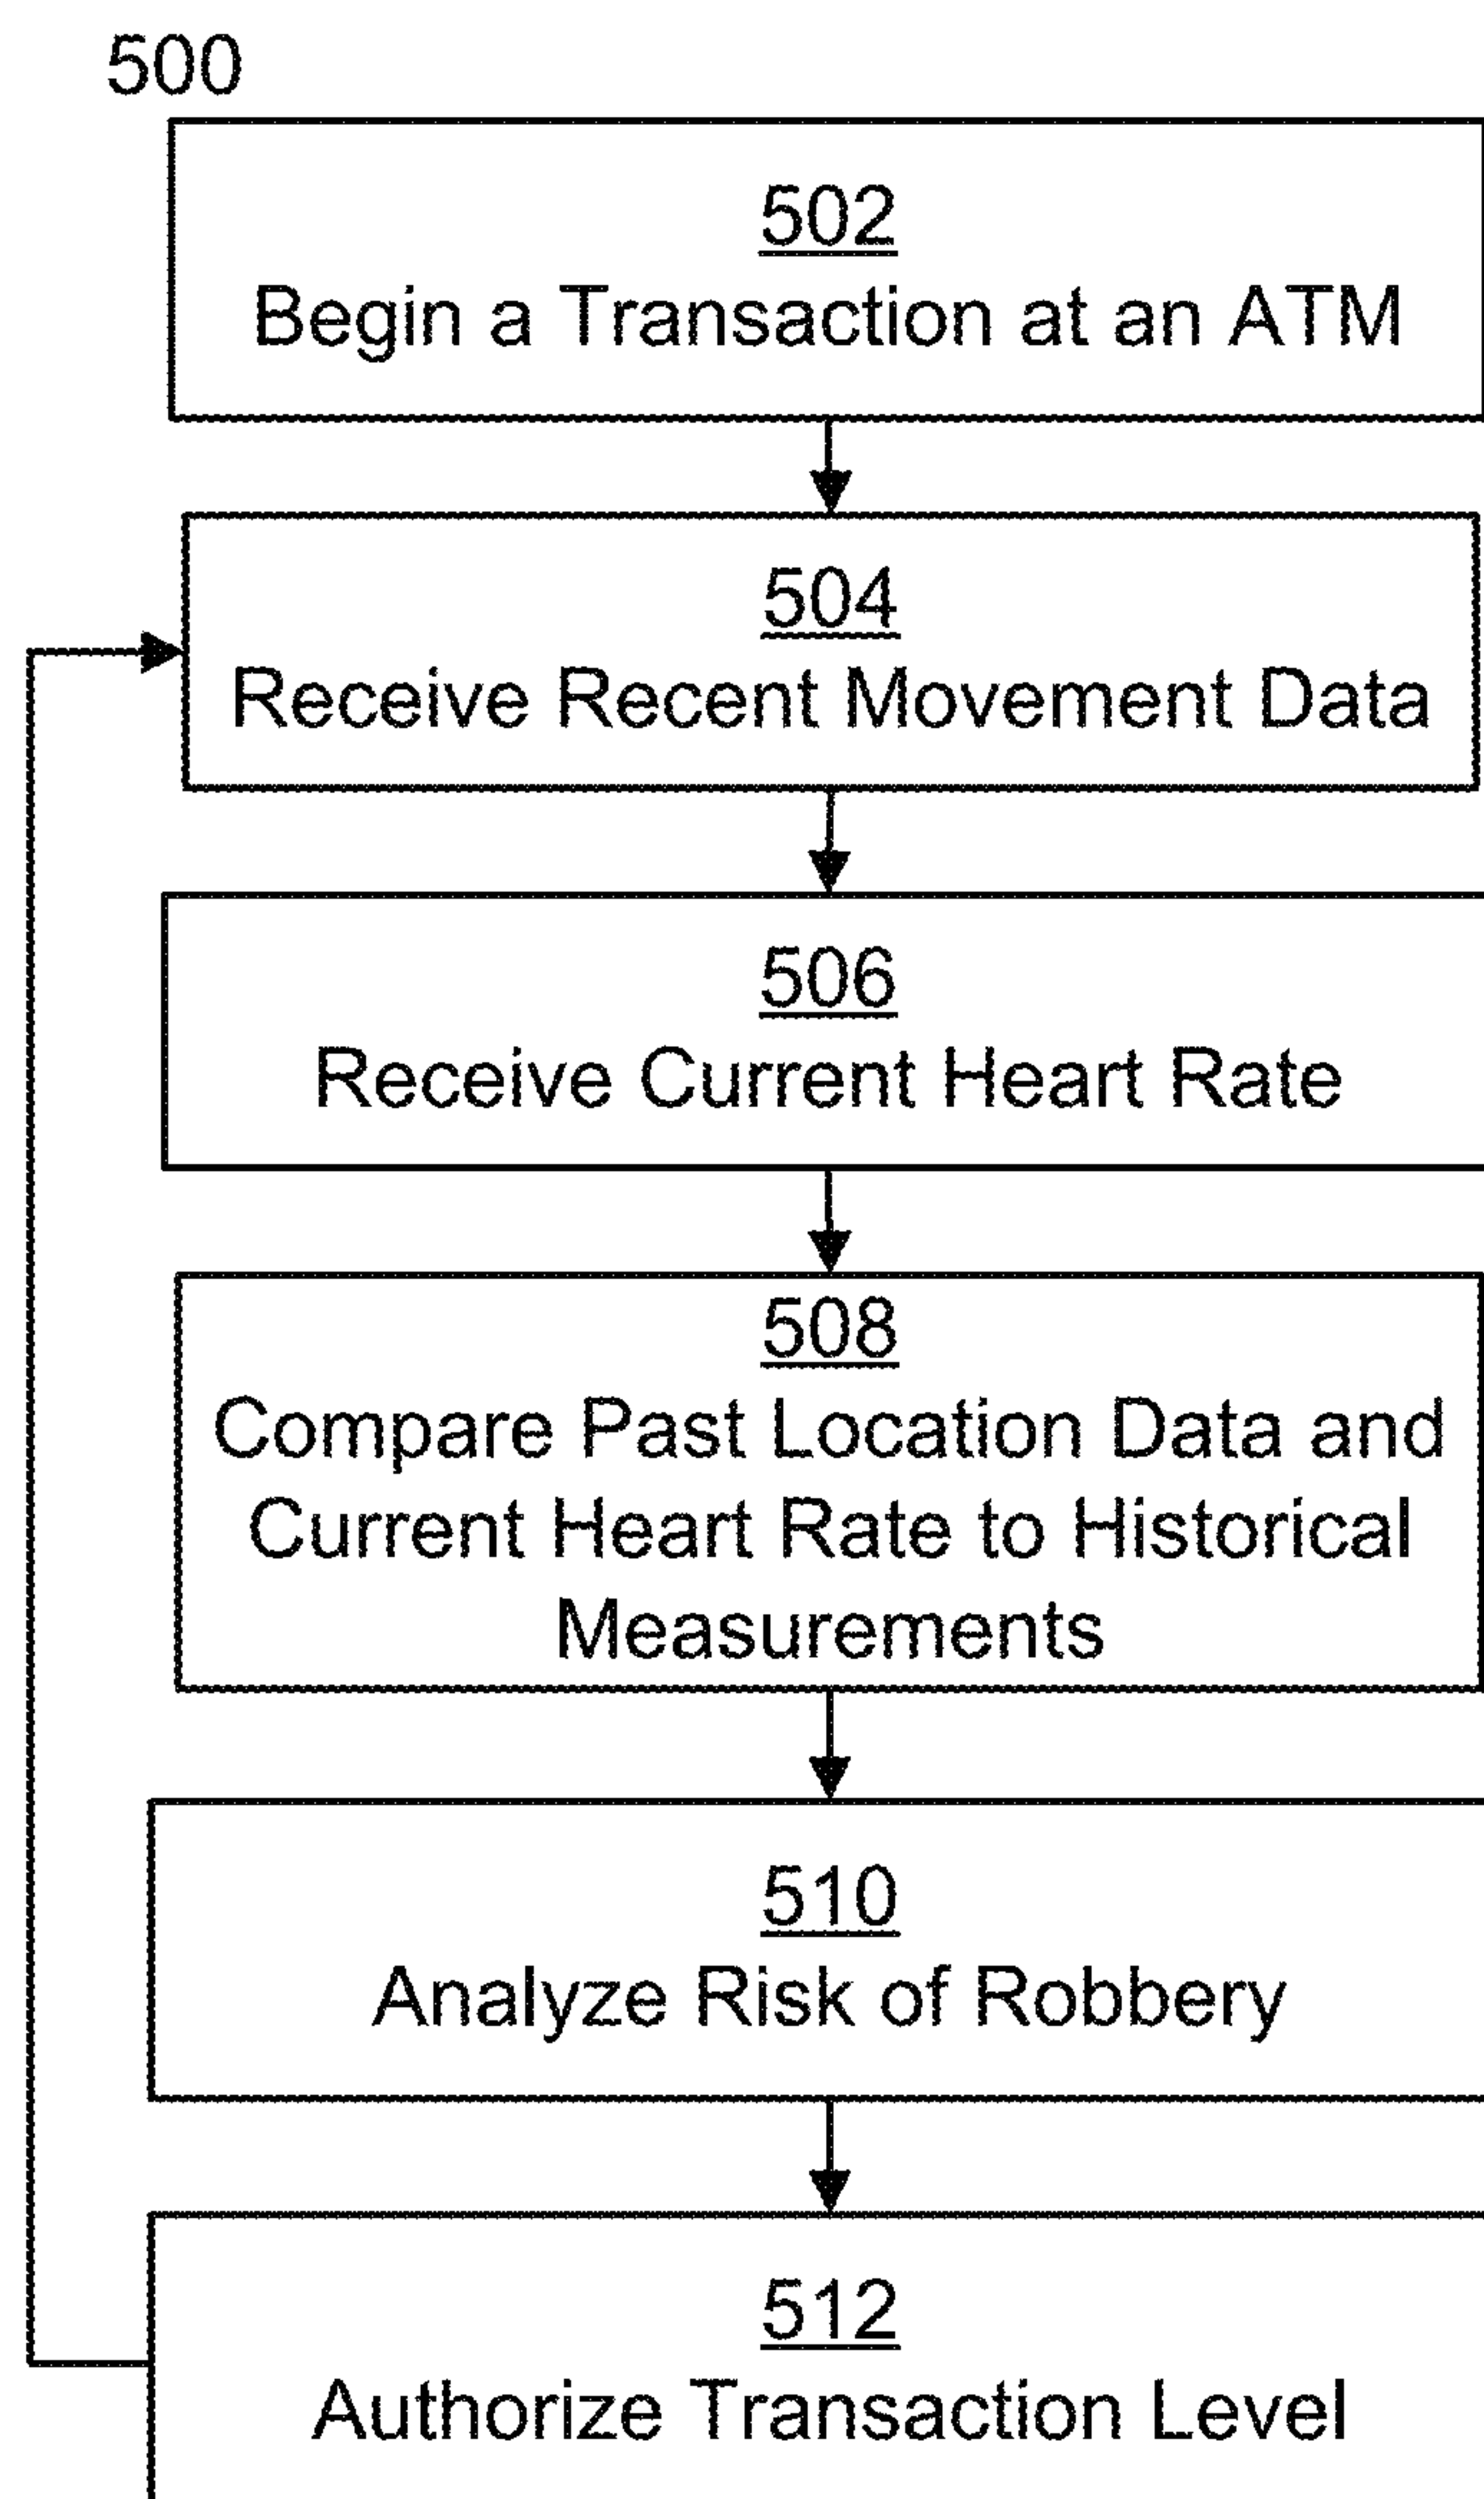 500
502
Begin a Transaction at an ATM
504
Receive Recent Movement Data
506
Receive Current Heart Rate
508
Compare Past Location Data and
Current Heart Rate to Historical
Measurements
510
Analyze Risk of Robbery
512
Authorize Transaction Level